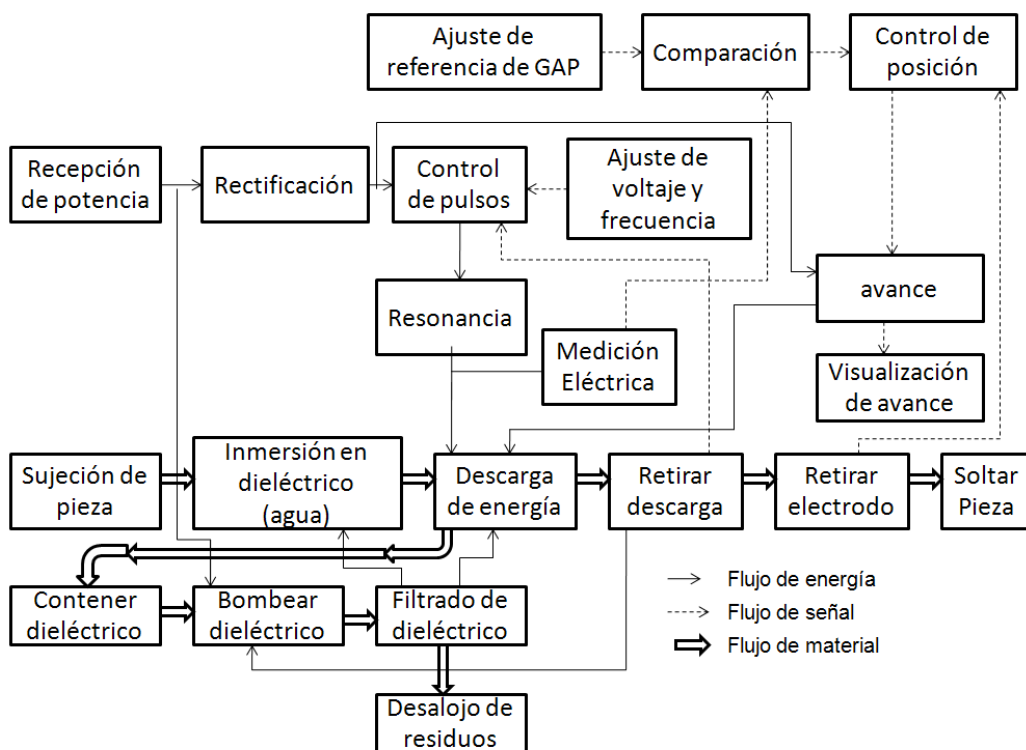 Ajuste de
referencia de GAP
Comparación
Control de
posición
Recepción
de potencia
Rectificación
Control
de pulsos
Ajuste de
voltaje y
frecuencia
avance
Resonancia
Medición
Eléctrica
Visualización
de avance
Sujeción de
pieza
Inmersión en
dieléctrico
(agua)
Descarga
de energía
Retirar
descarga
Retirar
electrodo
Soltar
Pieza
Contener
dieléctrico
Bombear
dieléctrico
Filtrado de
dieléctrico
Flujo de energía
Flujo de señal
Flujo de material
Desalojo de
residuos